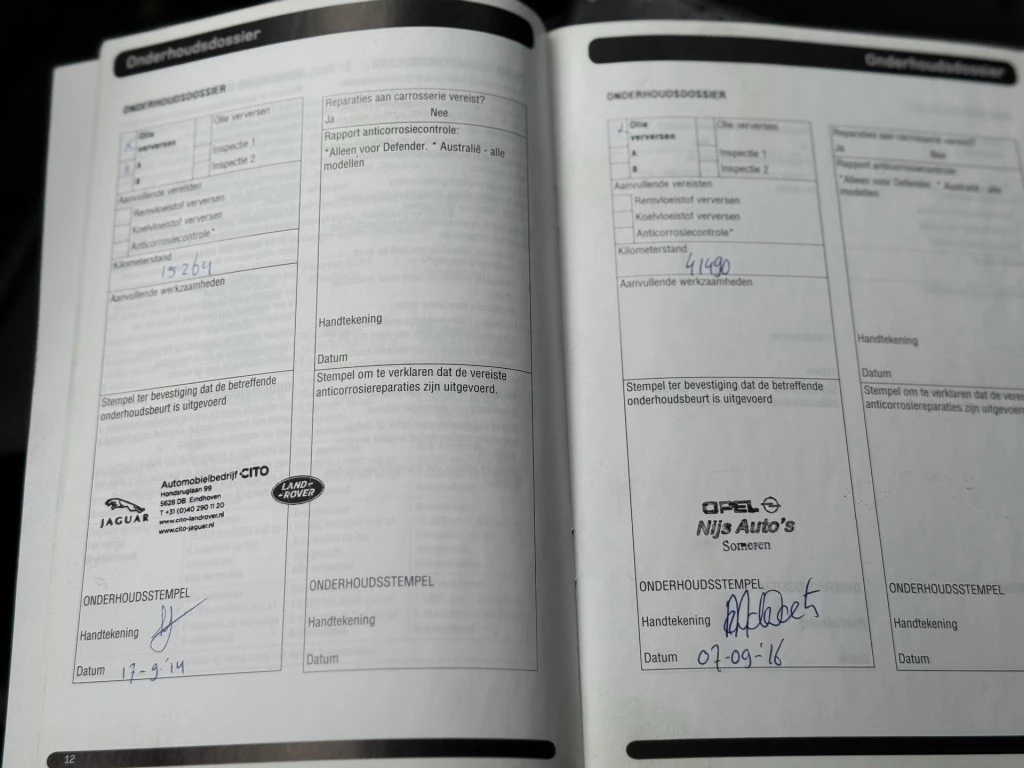 Onderhoudsdossier
ONDERHOUDSDOSSIER
Olie verversen
Olie verversen
A
Inspectie 1
B
Inspectie 2
Aanvullende vereisten
Remvloeistof verversen
Koelvloeistof verversen
Anticorrosiecontrole*
Kilometerstand
15264
Aanvullende werkzaamheden
Stempel ter bevestiging dat de betreffende
onderhoudsbeurt is uitgevoerd
JAGUAR
Automobielbedrijf CITO
Hondsruglaan 99
5628 DB Eindhoven
T +31 (0)40 290 11 20
www.cito-landrover.nl
www.cito-jaguar.nl
LAND-
-ROVER
ONDERHOUDSSTEMPEL
Handtekening
Datum 17-9-'14
Reparaties aan carrosserie vereist?
Ja Nee
Rapport anticorrosiecontrole:
*Alleen voor Defender. * Australië - alle
modellen
Handtekening
Datum
Stempel om te verklaren dat de vereiste
anticorrosiereparaties zijn uitgevoerd.
ONDERHOUDSSTEMPEL
Handtekening
Datum
12
Onderhoudsdossier
ONDERHOUDSDOSSIER
Olie verversen
Olie verversen
A
Inspectie 1
B
Inspectie 2
Aanvullende vereisten
Remvloeistof verversen
Koelvloeistof verversen
Anticorrosiecontrole*
Kilometerstand
41490
Aanvullende werkzaamheden
Stempel ter bevestiging dat de betreffende
onderhoudsbeurt is uitgevoerd
OPEL
Nijs Auto's
Someren
ONDERHOUDSSTEMPEL
Handtekening
Datum 07-09-'16
Reparaties aan carrosserie vereist?
Ja Nee
Rapport anticorrosiecontrole:
*Alleen voor Defender. * Australië - alle
modellen
Handtekening
Datum
Stempel om te verklaren dat de vereis
anticorrosiereparaties zijn uitgevoer
ONDERHOUDSSTEMPEL
Handtekening
Datum